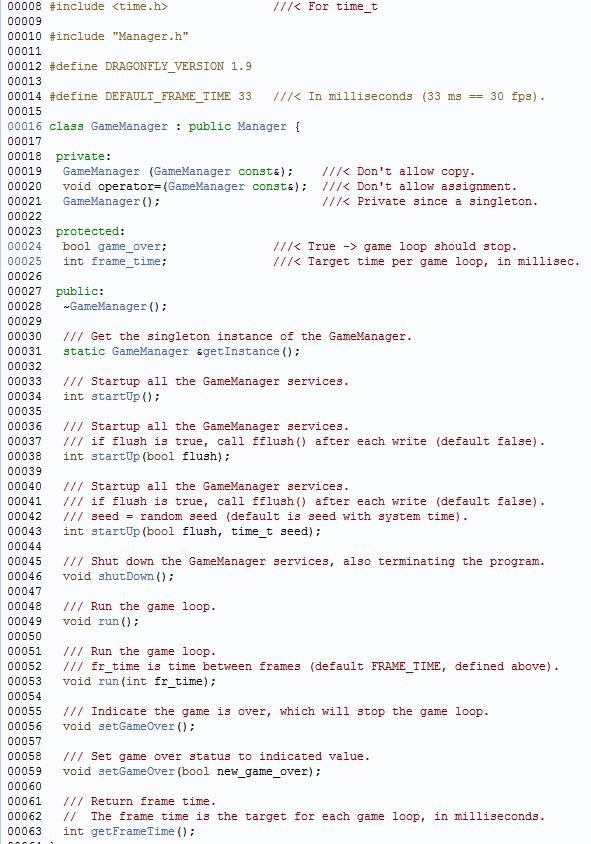 00008 #include <time.h>               ///< For time_t
00009
00010 #include "Manager.h"
00011
00012 #define DRAGONFLY_VERSION 1.9
00013
00014 #define DEFAULT_FRAME_TIME 33   ///< In milliseconds (33 ms == 30 fps).
00015
00016 class GameManager : public Manager {
00017
00018  private:
00019   GameManager (GameManager const&);    ///< Don't allow copy.
00020   void operator=(GameManager const&);  ///< Don't allow assignment.
00021   GameManager();                       ///< Private since a singleton.
00022
00023  protected:
00024   bool game_over;               ///< True -> game loop should stop.
00025   int frame_time;               ///< Target time per game loop, in millisec.
00026
00027  public:
00028   ~GameManager();
00029
00030   /// Get the singleton instance of the GameManager.
00031   static GameManager &getInstance();
00032
00033   /// Startup all the GameManager services.
00034   int startUp();
00035
00036   /// Startup all the GameManager services.
00037   /// if flush is true, call fflush() after each write (default false).
00038   int startUp(bool flush);
00039
00040   /// Startup all the GameManager services.
00041   /// if flush is true, call fflush() after each write (default false).
00042   /// seed = random seed (default is seed with system time).
00043   int startUp(bool flush, time_t seed);
00044
00045   /// Shut down the GameManager services, also terminating the program.
00046   void shutDown();
00047
00048   /// Run the game loop.
00049   void run();
00050
00051   /// Run the game loop.
00052   /// fr_time is time between frames (default FRAME_TIME, defined above).
00053   void run(int fr_time);
00054
00055   /// Indicate the game is over, which will stop the game loop.
00056   void setGameOver();
00057
00058   /// Set game over status to indicated value.
00059   void setGameOver(bool new_game_over);
00060
00061   /// Return frame time.
00062   //  The frame time is the target for each game loop, in milliseconds.
00063   int getFrameTime();